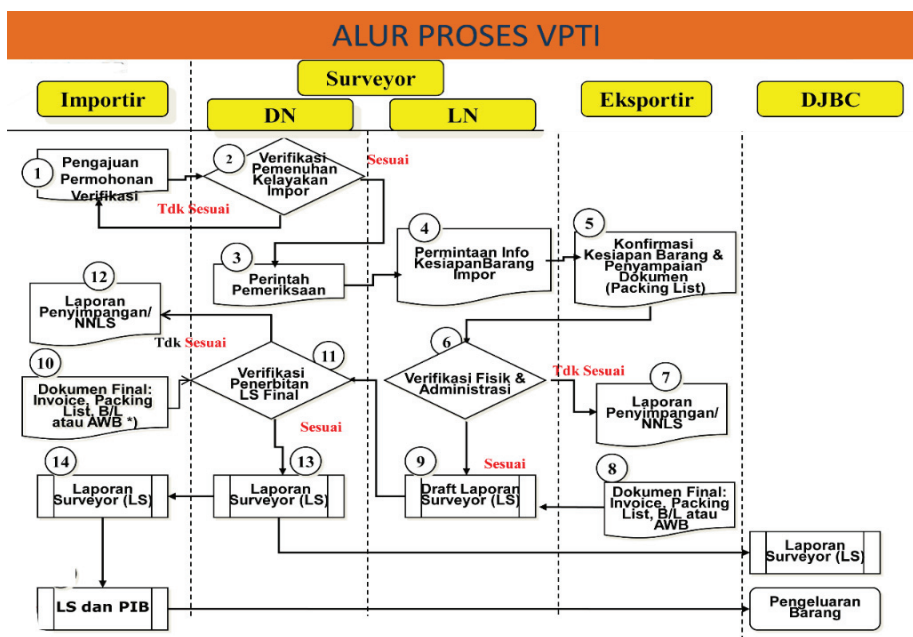 ALUR PROSES VPTI
Surveyor
Importir
DN
LN
Eksportir
DJBC
1
Pengajuan
Permohonan
Verifikasi
2
Verifikasi
Pemenuhan
Kelayakan
Impor
Sesuai
Tdk Sesuai
3
Perintah
Pemeriksaan
4
Permintaan Info
KesiapanBarang
Impor
5
Konfirmasi
Kesiapan Barang &
Penyampaian
Dokumen
(Packing List)
12
Laporan
Penyimpangan/
NNLS
Tdk Sesuai
10
Dokumen Final:
Invoice, Packing
List, B/L
atau AWB *)
11
Verifikasi
Penerbitan
LS Final
Sesuai
6
Verifikasi Fisik &
Administrasi
Tdk Sesuai
7
Laporan
Penyimpangan/
NNLS
Sesuai
14
Laporan
Surveyor (LS)
13
Laporan
Surveyor (LS)
9
Draft Laporan
Surveyor (LS)
8
Dokumen Final:
Invoice, Packing
List, B/L atau
AWB
Laporan
Surveyor (LS)
LS dan PIB
Pengeluaran
Barang